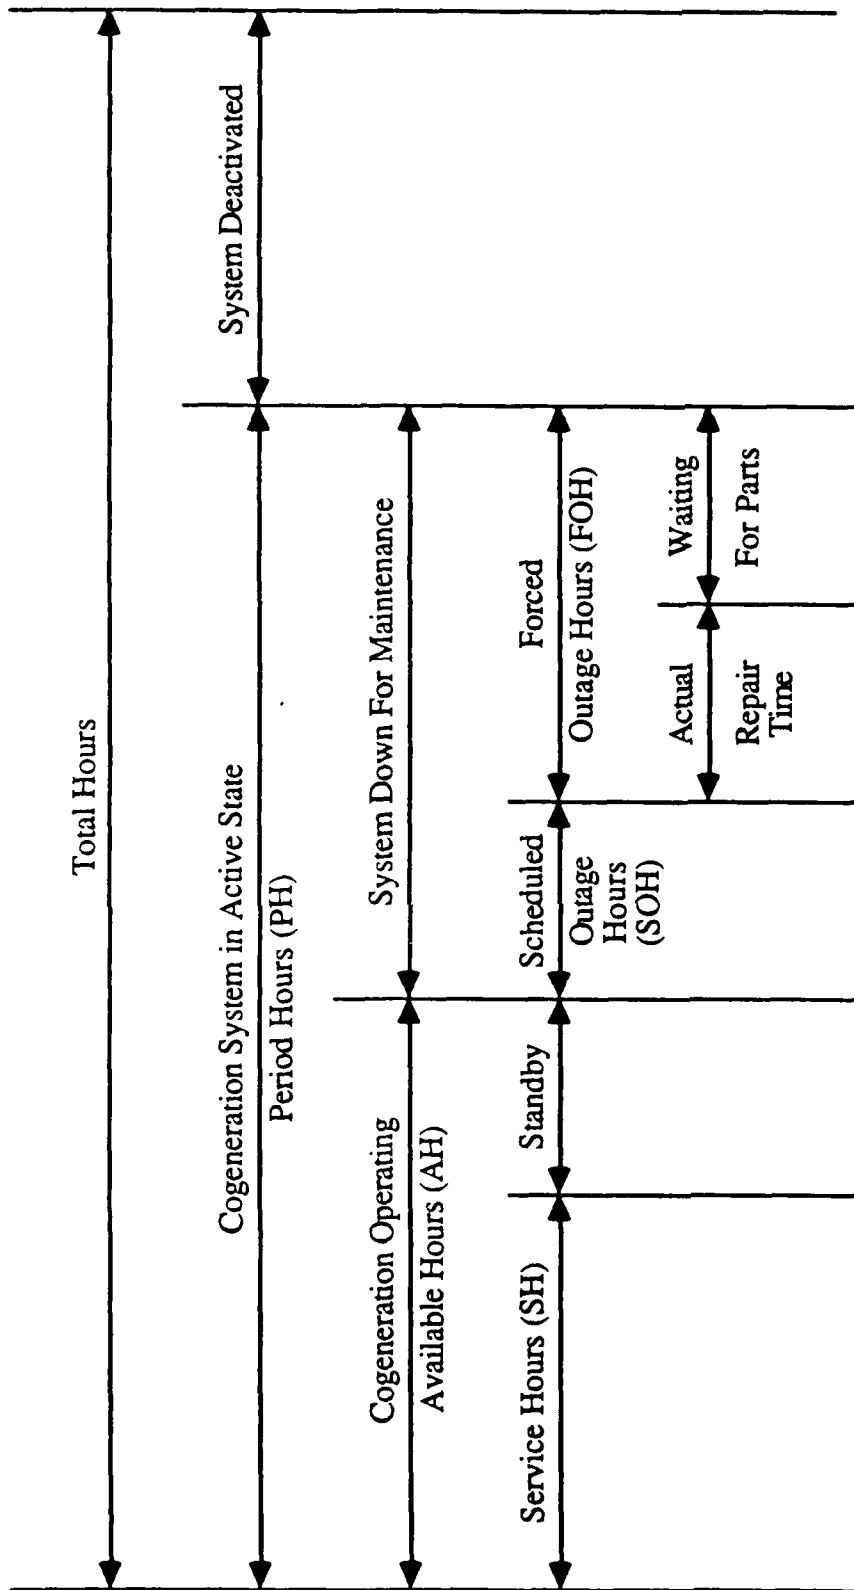 Total Hours
Cogeneration System in Active State
Period Hours (PH)
System Deactivated
Cogeneration Operating
Available Hours (AH)
System Down For Maintenance
Service Hours (SH)
Standby
Scheduled
Outage
Hours
(SOH)
Forced
Outage Hours (FOH)
Actual
Repair
Time
Waiting
For Parts